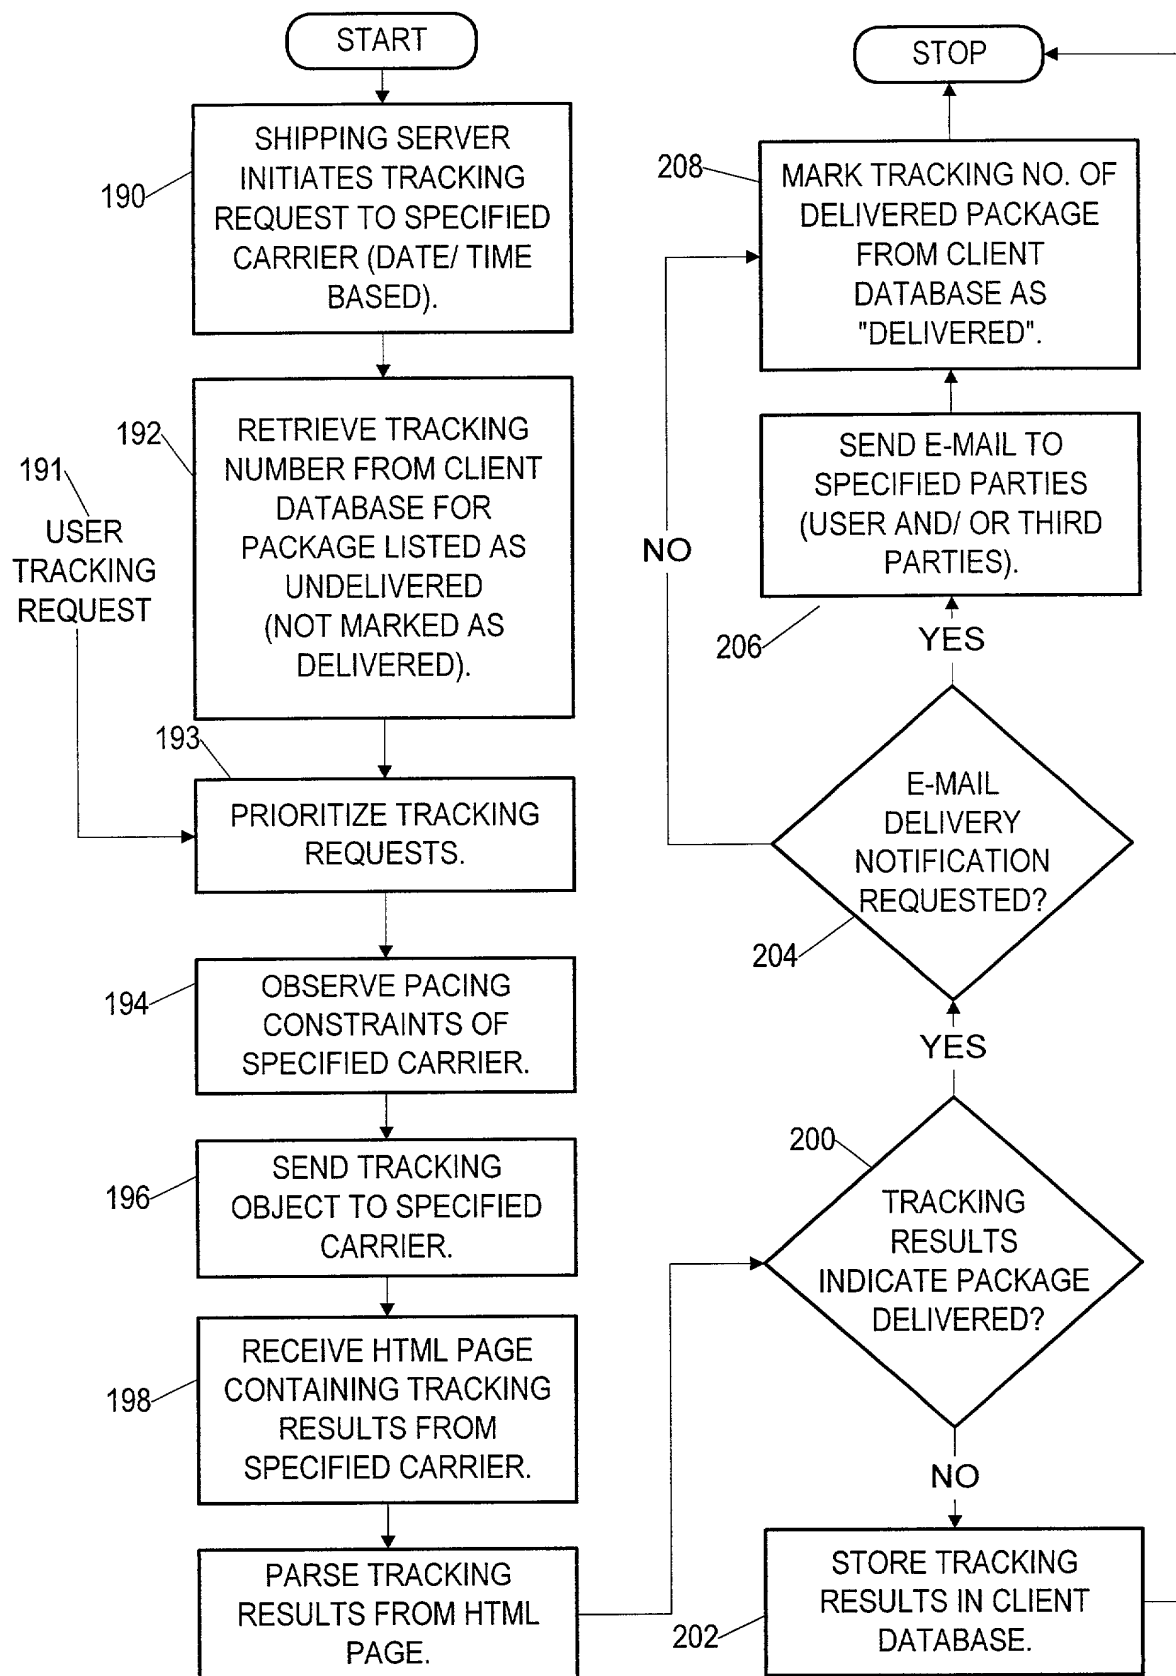 START
190
SHIPPING SERVER
INITIATES TRACKING
REQUEST TO SPECIFIED
CARRIER (DATE/ TIME
BASED).
192
RETRIEVE TRACKING
NUMBER FROM CLIENT
DATABASE FOR
PACKAGE LISTED AS
UNDELIVERED
(NOT MARKED AS
DELIVERED).
191
USER
TRACKING
REQUEST
193
PRIORITIZE TRACKING
REQUESTS.
194
OBSERVE PACING
CONSTRAINTS OF
SPECIFIED CARRIER.
196
SEND TRACKING
OBJECT TO SPECIFIED
CARRIER.
198
RECEIVE HTML PAGE
CONTAINING TRACKING
RESULTS FROM
SPECIFIED CARRIER.
PARSE TRACKING
RESULTS FROM HTML
PAGE.
STOP
208
MARK TRACKING NO. OF
DELIVERED PACKAGE
FROM CLIENT
DATABASE AS
"DELIVERED".
SEND E-MAIL TO
SPECIFIED PARTIES
(USER AND/ OR THIRD
PARTIES).
206
NO
YES
E-MAIL
DELIVERY
NOTIFICATION
REQUESTED?
204
YES
200
TRACKING
RESULTS
INDICATE PACKAGE
DELIVERED?
NO
STORE TRACKING
RESULTS IN CLIENT
DATABASE.
202